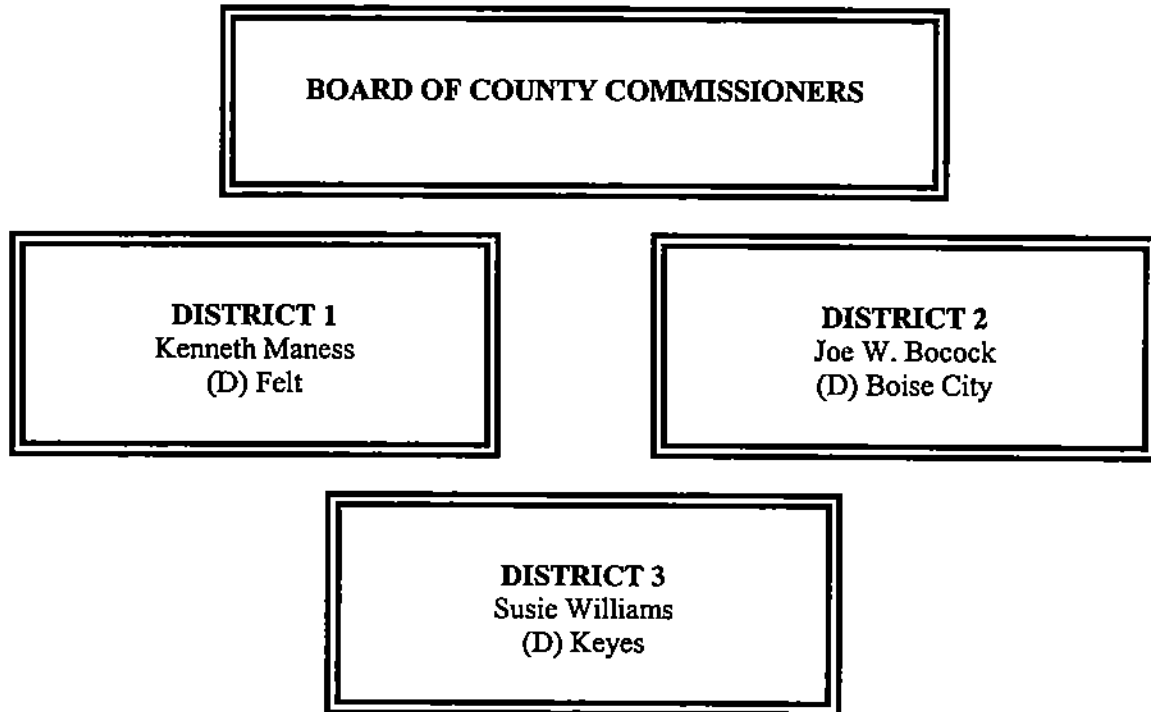 BOARD OF COUNTY COMMISSIONERS
DISTRICT 1
Kenneth Maness
(D) Felt
DISTRICT 2
Joe W. Bocock
(D) Boise City
DISTRICT 3
Susie Williams
(D) Keyes